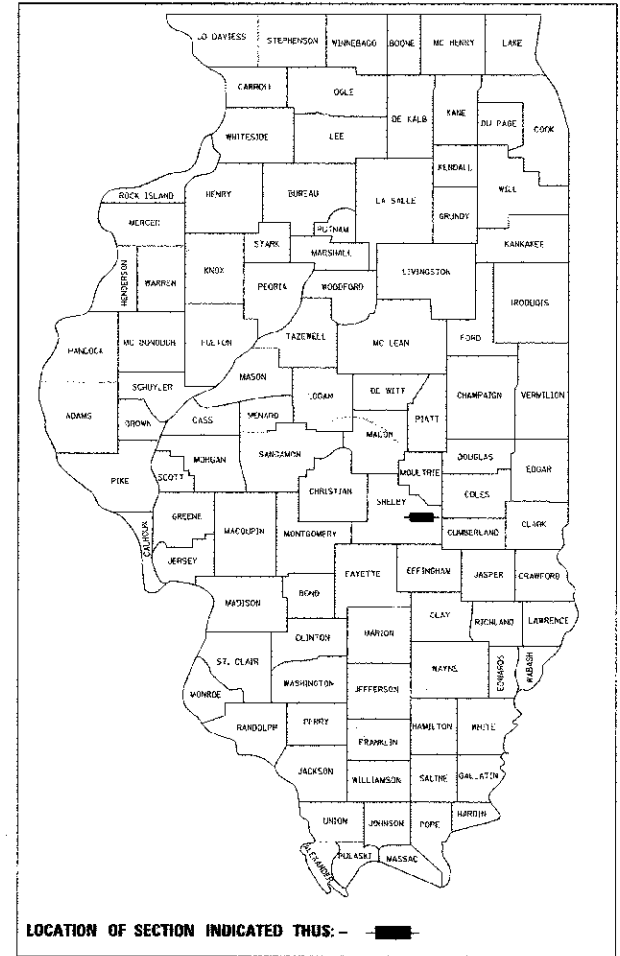 JO DAVIESS STEPHENSON WINNEBAGO BOONE MC HENRY LAKE
CARROLL OGLE DE KALB KANE DU PAGE COOK
WHITESIDE LEE KENDALL WILL
ROCK ISLAND HENRY BUREAU LA SALLE GRUNDY
MERCER STARK PUTNAM KANKAKEE
HENDERSON WARREN KNOX PEORIA MARSHALL WOODFORD LIVINGSTON IROQUOIS
HANCOCK MC DONOUGH FULTON TAZEWELL MC LEAN FORD
SCHUYLER MASON LOGAN DE WITT CHAMPAIGN VERMILION
ADAMS BROWN CASS MENARD MACON PIATT
PIKE SCOTT MORGAN SANGAMON CHRISTIAN SHELBY MOULTRIE DOUGLAS EDGAR
COLES
CALHOUN GREENE MACOUPIN MONTGOMERY CUMBERLAND CLARK
JERSEY FAYETTE EFFINGHAM JASPER CRAWFORD
MADISON BOND CLAY RICHLAND LAWRENCE
CLINTON MARION WAYNE EDWARDS WABASH
ST. CLAIR WASHINGTON JEFFERSON
MONROE RANDOLPH PERRY FRANKLIN HAMILTON WHITE
JACKSON WILLIAMSON SALINE GALLATIN
UNION JOHNSON POPE HARDIN
ALEXANDER PULASKI MASSAC
LOCATION OF SECTION INDICATED THUS: -